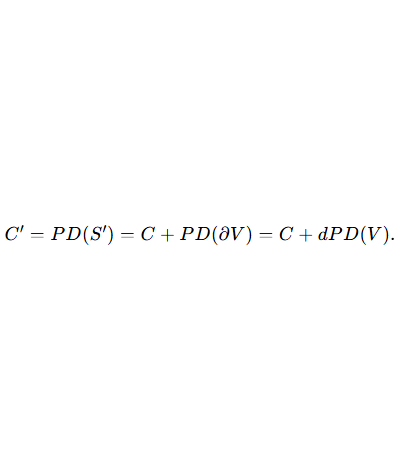 C′ = PD(S′) = C + PD(∂V) = C + dPD(V).